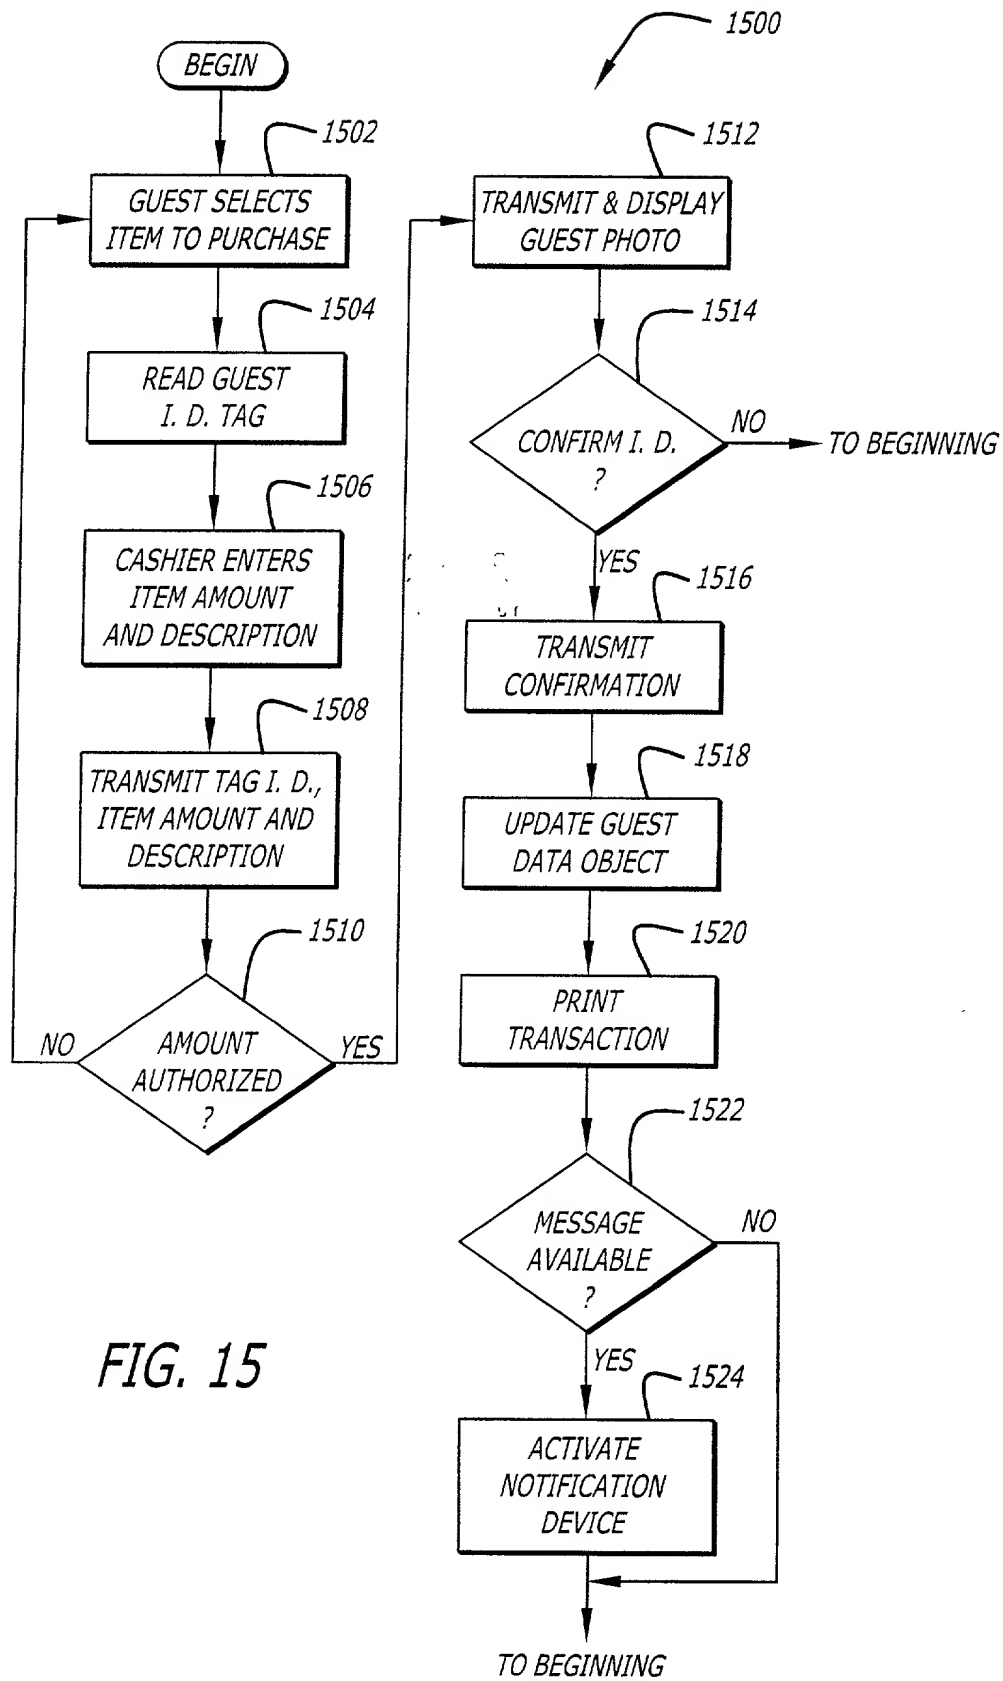 1500
BEGIN
1502
GUEST SELECTS
ITEM TO PURCHASE
1504
READ GUEST
I. D. TAG
1506
CASHIER ENTERS
ITEM AMOUNT
AND DESCRIPTION
1508
TRANSMIT TAG I. D.,
ITEM AMOUNT AND
DESCRIPTION
1510
AMOUNT
AUTHORIZED
?
NO
YES
1512
TRANSMIT & DISPLAY
GUEST PHOTO
1514
CONFIRM I. D.
?
NO
TO BEGINNING
YES
1516
TRANSMIT
CONFIRMATION
1518
UPDATE GUEST
DATA OBJECT
1520
PRINT
TRANSACTION
1522
MESSAGE
AVAILABLE
?
NO
YES
1524
ACTIVATE
NOTIFICATION
DEVICE
TO BEGINNING
FIG. 15